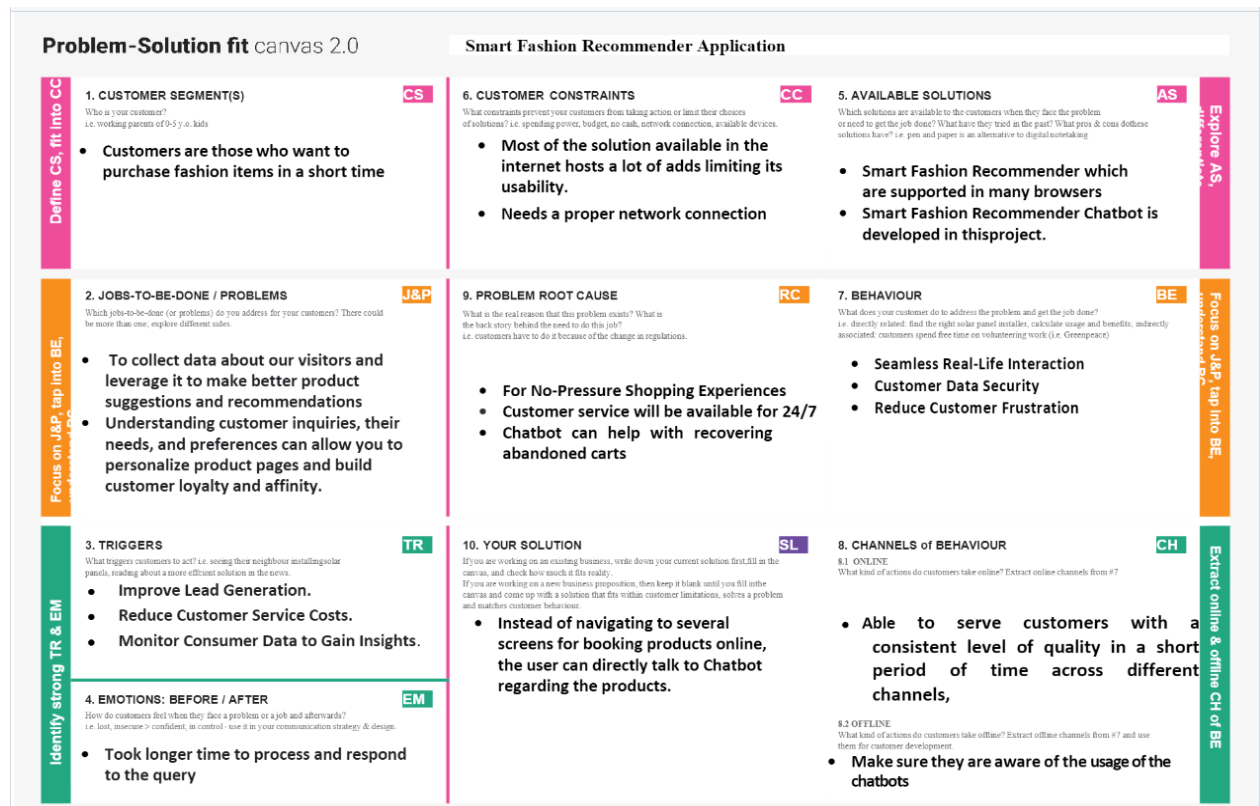 Problem-Solution fit canvas 2.0
Smart Fashion Recommender Application
Define CS, fit into CC
1. CUSTOMER SEGMENT(S)
CS
Who is your customer?
i.e. working parents of 0-5 y.o. kids
• Customers are those who want to
purchase fashion items in a short time
6. CUSTOMER CONSTRAINTS
CC
What constraints prevent your customers from taking action or limit their choices
of solutions? i.e. spending power, budget, no cash, network connection, available devices.
• Most of the solution available in the
internet hosts a lot of adds limiting its
usability.
• Needs a proper network connection
5. AVAILABLE SOLUTIONS
AS
Which solutions are available to the customers when they face the problem
or need to get the job done? What have they tried in the past? What pros & cons dothese
solutions have? i.e. pen and paper is an alternative to digital notetaking
• Smart Fashion Recommender which
are supported in many browsers
• Smart Fashion Recommender Chatbot is
developed in thisproject.
Explore AS,
Focus on J&P, tap into BE,
2. JOBS-TO-BE-DONE / PROBLEMS
J&P
Which jobs-to-be-done (or problems) do you address for your customers? There could
be more than one; explore different sides.
• To collect data about our visitors and
leverage it to make better product
suggestions and recommendations
• Understanding customer inquiries, their
needs, and preferences can allow you to
personalize product pages and build
customer loyalty and affinity.
9. PROBLEM ROOT CAUSE
RC
What is the real reason that this problem exists? What is
the back story behind the need to do this job?
i.e. customers have to do it because of the change in regulations.
• For No-Pressure Shopping Experiences
• Customer service will be available for 24/7
• Chatbot can help with recovering
abandoned carts
7. BEHAVIOUR
BE
What does your customer do to address the problem and get the job done?
i.e. directly related: find the right solar panel installer, calculate usage and benefits; indirectly
associated: customers spend free time on volunteering work (i.e. Greenpeace)
• Seamless Real-Life Interaction
• Customer Data Security
• Reduce Customer Frustration
Focus on J&P, tap into BE,
Identify strong TR & EM
3. TRIGGERS
TR
What triggers customers to act? i.e. seeing their neighbour installingsolar
panels, reading about a more efficient solution in the news.
• Improve Lead Generation.
• Reduce Customer Service Costs.
• Monitor Consumer Data to Gain Insights.
4. EMOTIONS: BEFORE / AFTER
EM
How do customers feel when they face a problem or a job and afterwards?
i.e. lost, insecure > confident, in control - use it in your communication strategy & design.
• Took longer time to process and respond
to the query
10. YOUR SOLUTION
SL
If you are working on an existing business, write down your current solution first,fill in the
canvas, and check how much it fits reality.
If you are working on a new business proposition, then keep it blank until you fill inthe
canvas and come up with a solution that fits within customer limitations, solves a problem
and matches customer behaviour.
• Instead of navigating to several
screens for booking products online,
the user can directly talk to Chatbot
regarding the products.
8. CHANNELS of BEHAVIOUR
CH
8.1 ONLINE
What kind of actions do customers take online? Extract online channels from #7
• Able to serve customers with a
consistent level of quality in a short
period of time across different
channels,
8.2 OFFLINE
What kind of actions do customers take offline? Extract offline channels from #7 and use
them for customer development.
• Make sure they are aware of the usage of the
chatbots
Extract online & offline CH of BE